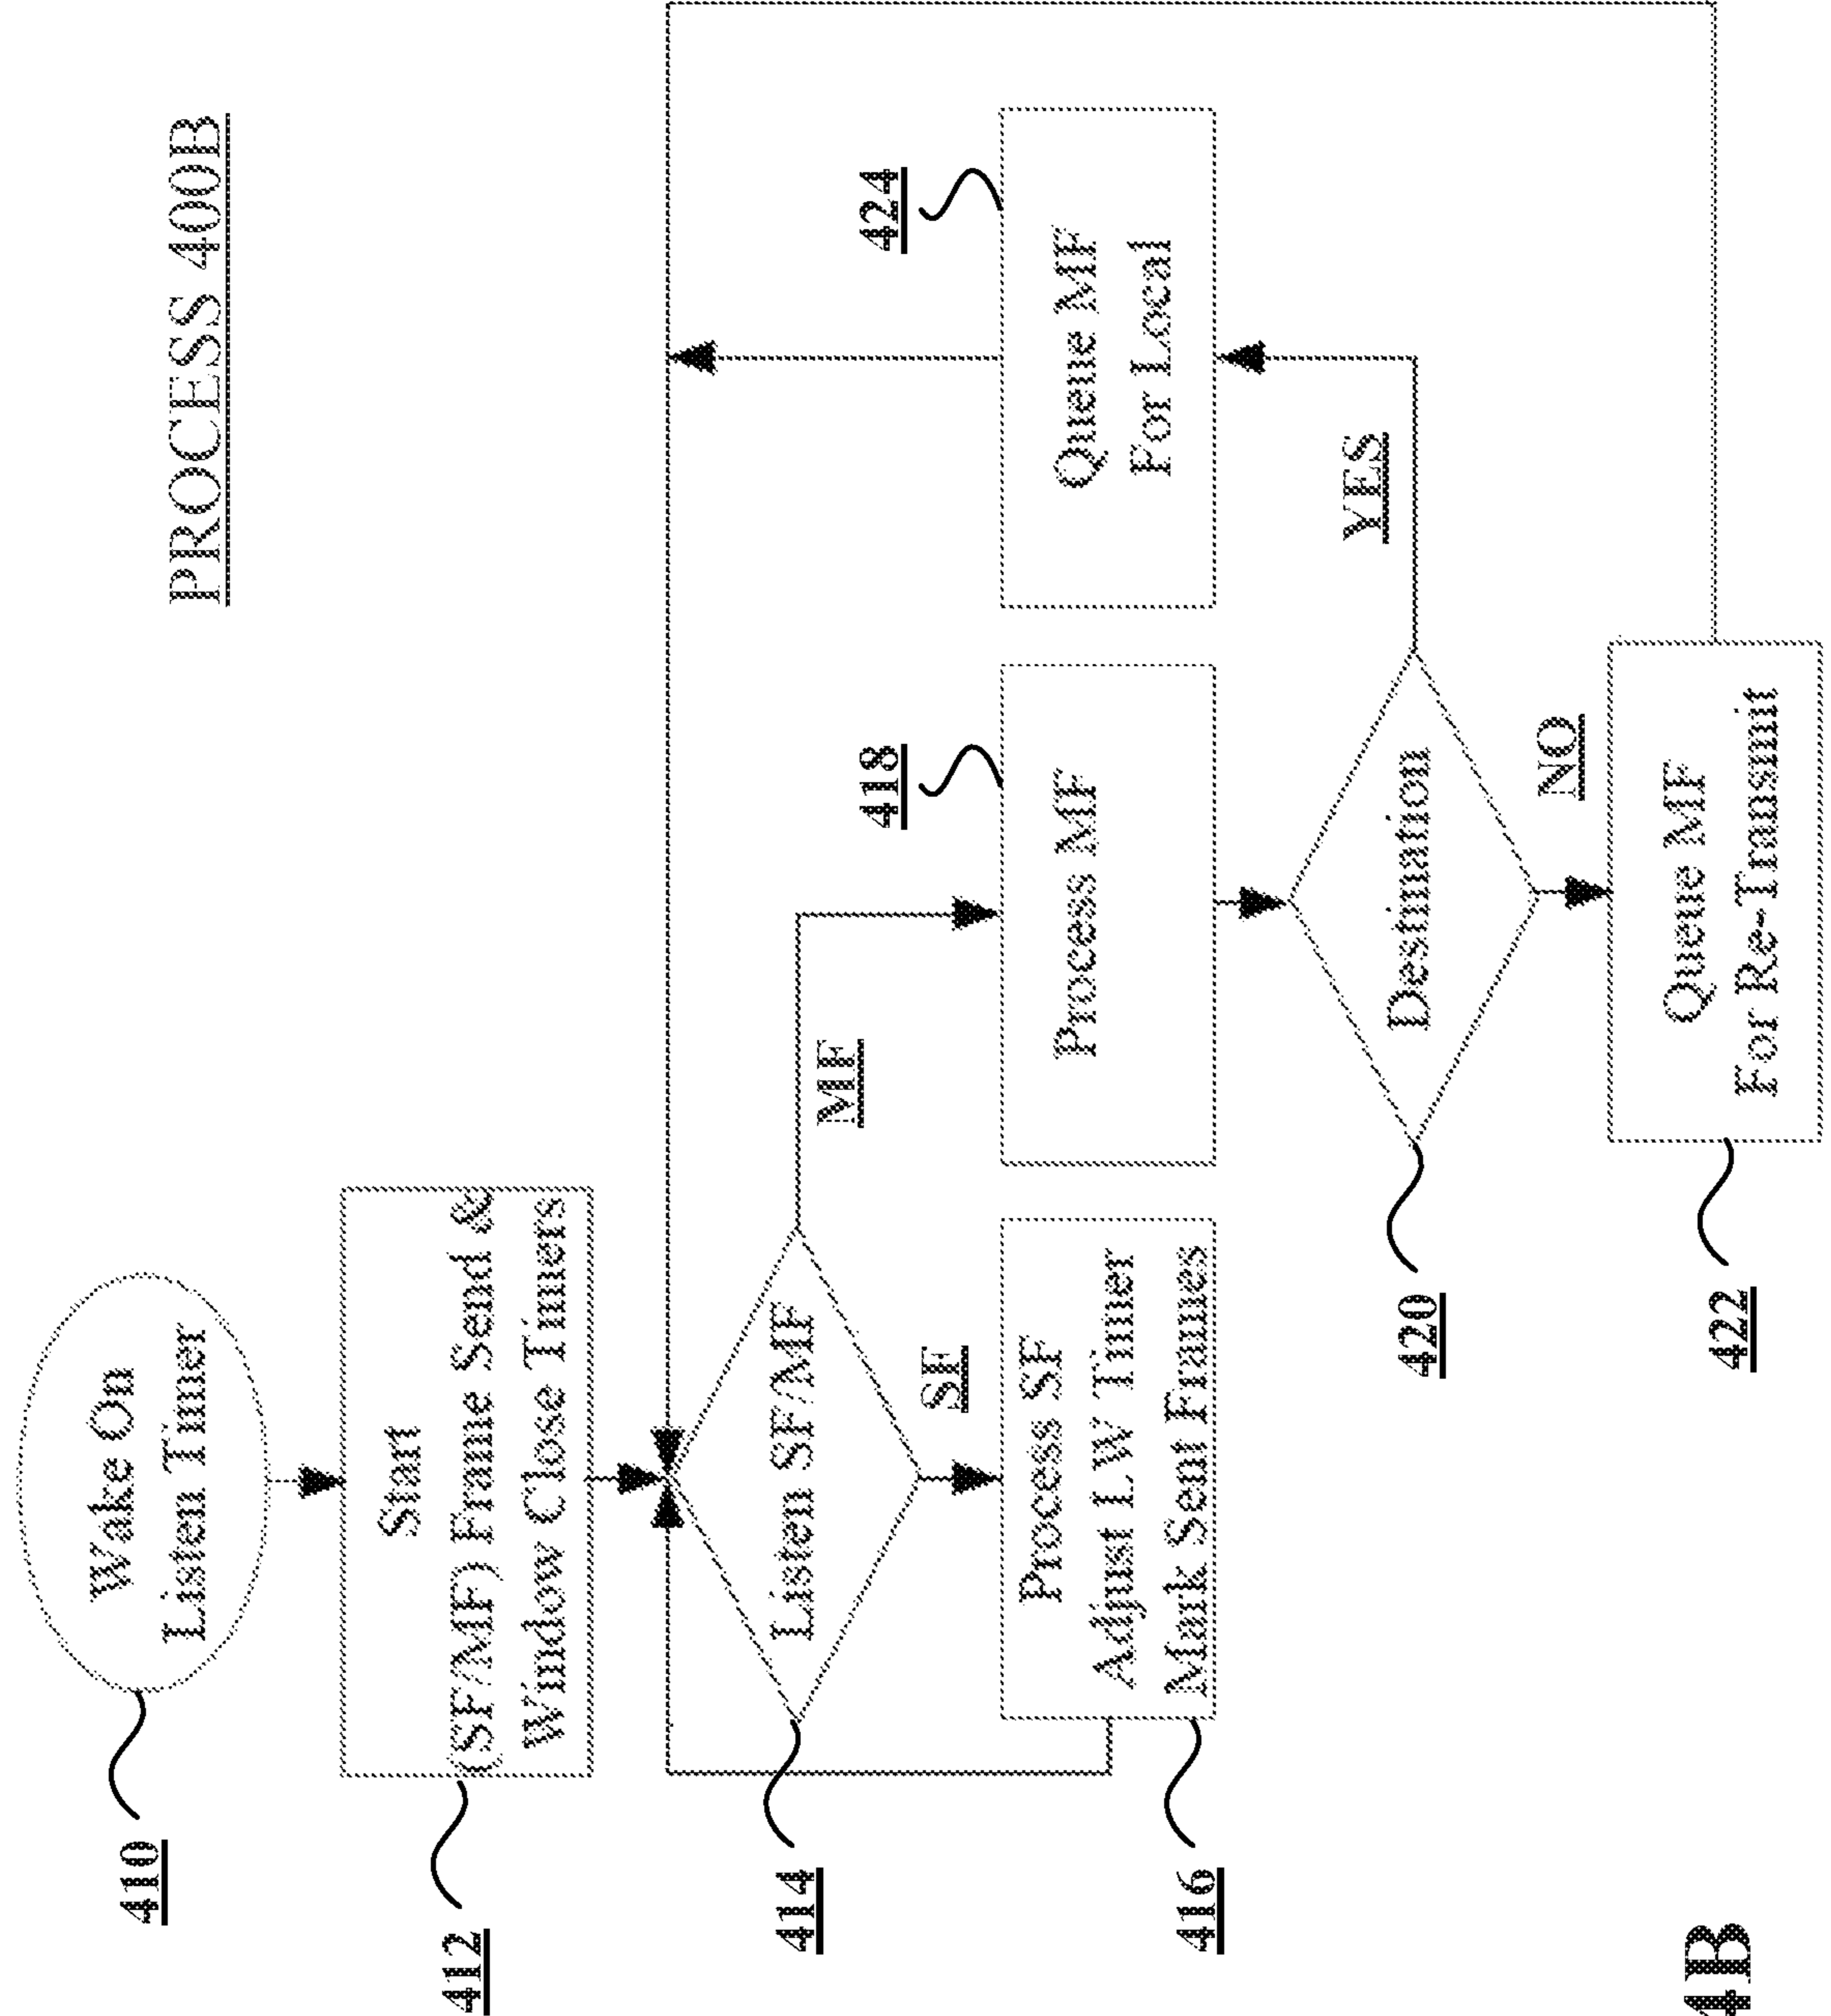 PROCESS 400B
410
Wake On
Listen Timer
412
Start
(SF/MF) Frame Send &
Window Close Timers
414
Listen SF/MF
MF
SF
416
Process SF
Adjust LW Timer
Mark Sent Frames
418
Process MF
424
Queue MF
For Local
420
Destination
YES
NO
422
Queue MF
For Re-Transmit
4B